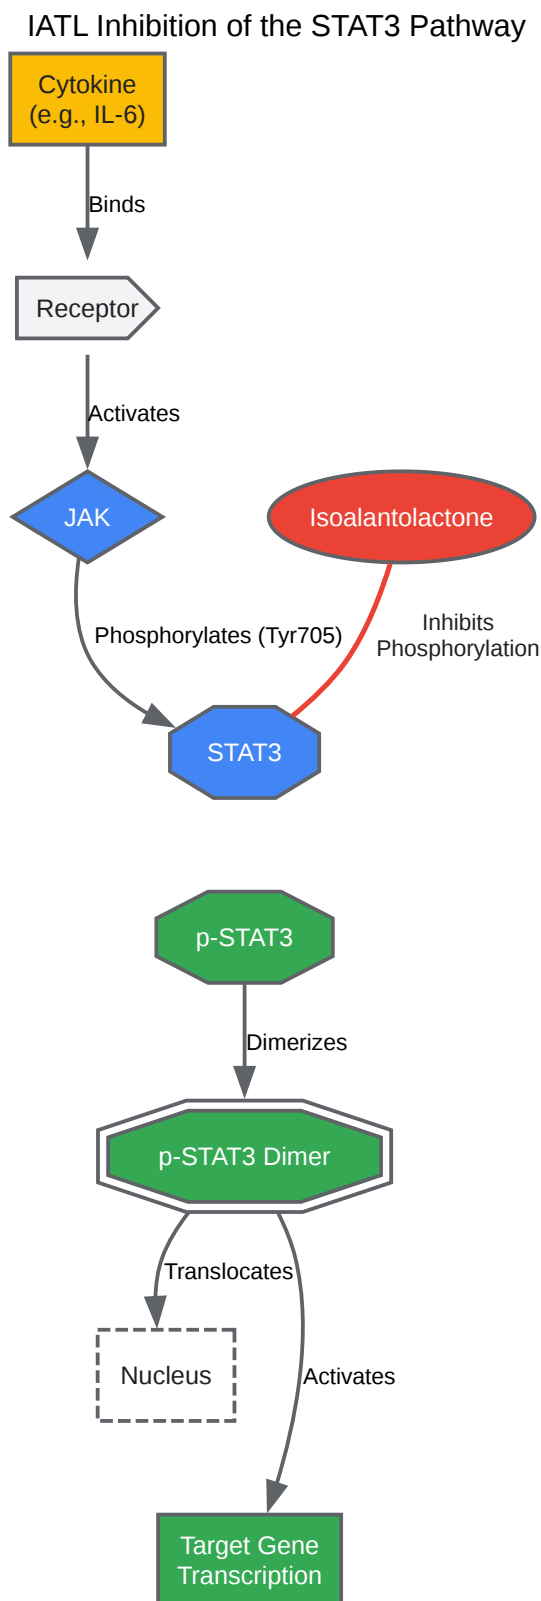 IATL Inhibition of the STAT3 Pathway
Cytokine
(e.g., IL-6)
Binds
Receptor
Activates
JAK
Isoalantolactone
Phosphorylates (Tyr705)
Inhibits
Phosphorylation
STAT3
p-STAT3
Dimerizes
p-STAT3 Dimer
Translocates
Nucleus
Activates
Target Gene
Transcription